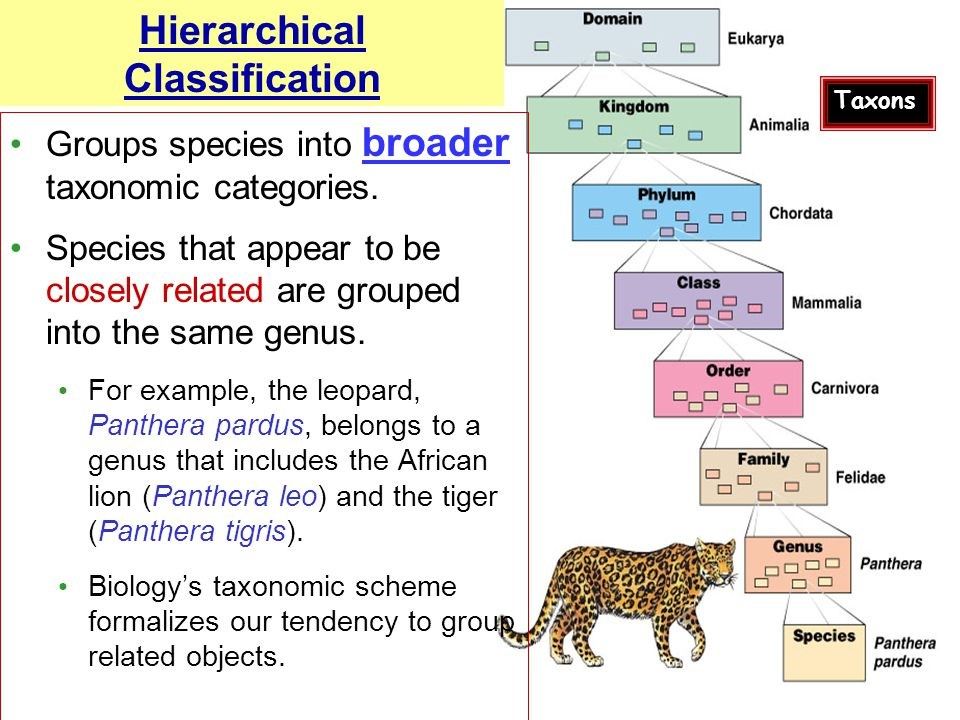 Hierarchical
Classification
• Groups species into broader
taxonomic categories.
• Species that appear to be
closely related are grouped
into the same genus.
• For example, the leopard,
Panthera pardus, belongs to a
genus that includes the African
lion (Panthera leo) and the tiger
(Panthera tigris).
• Biology’s taxonomic scheme
formalizes our tendency to group
related objects.
Domain
Eukarya
Taxons
Kingdom
Animalia
Phylum
Chordata
Class
Mammalia
Order
Carnivora
Family
Felidae
Genus
Panthera
Species
Panthera
pardus